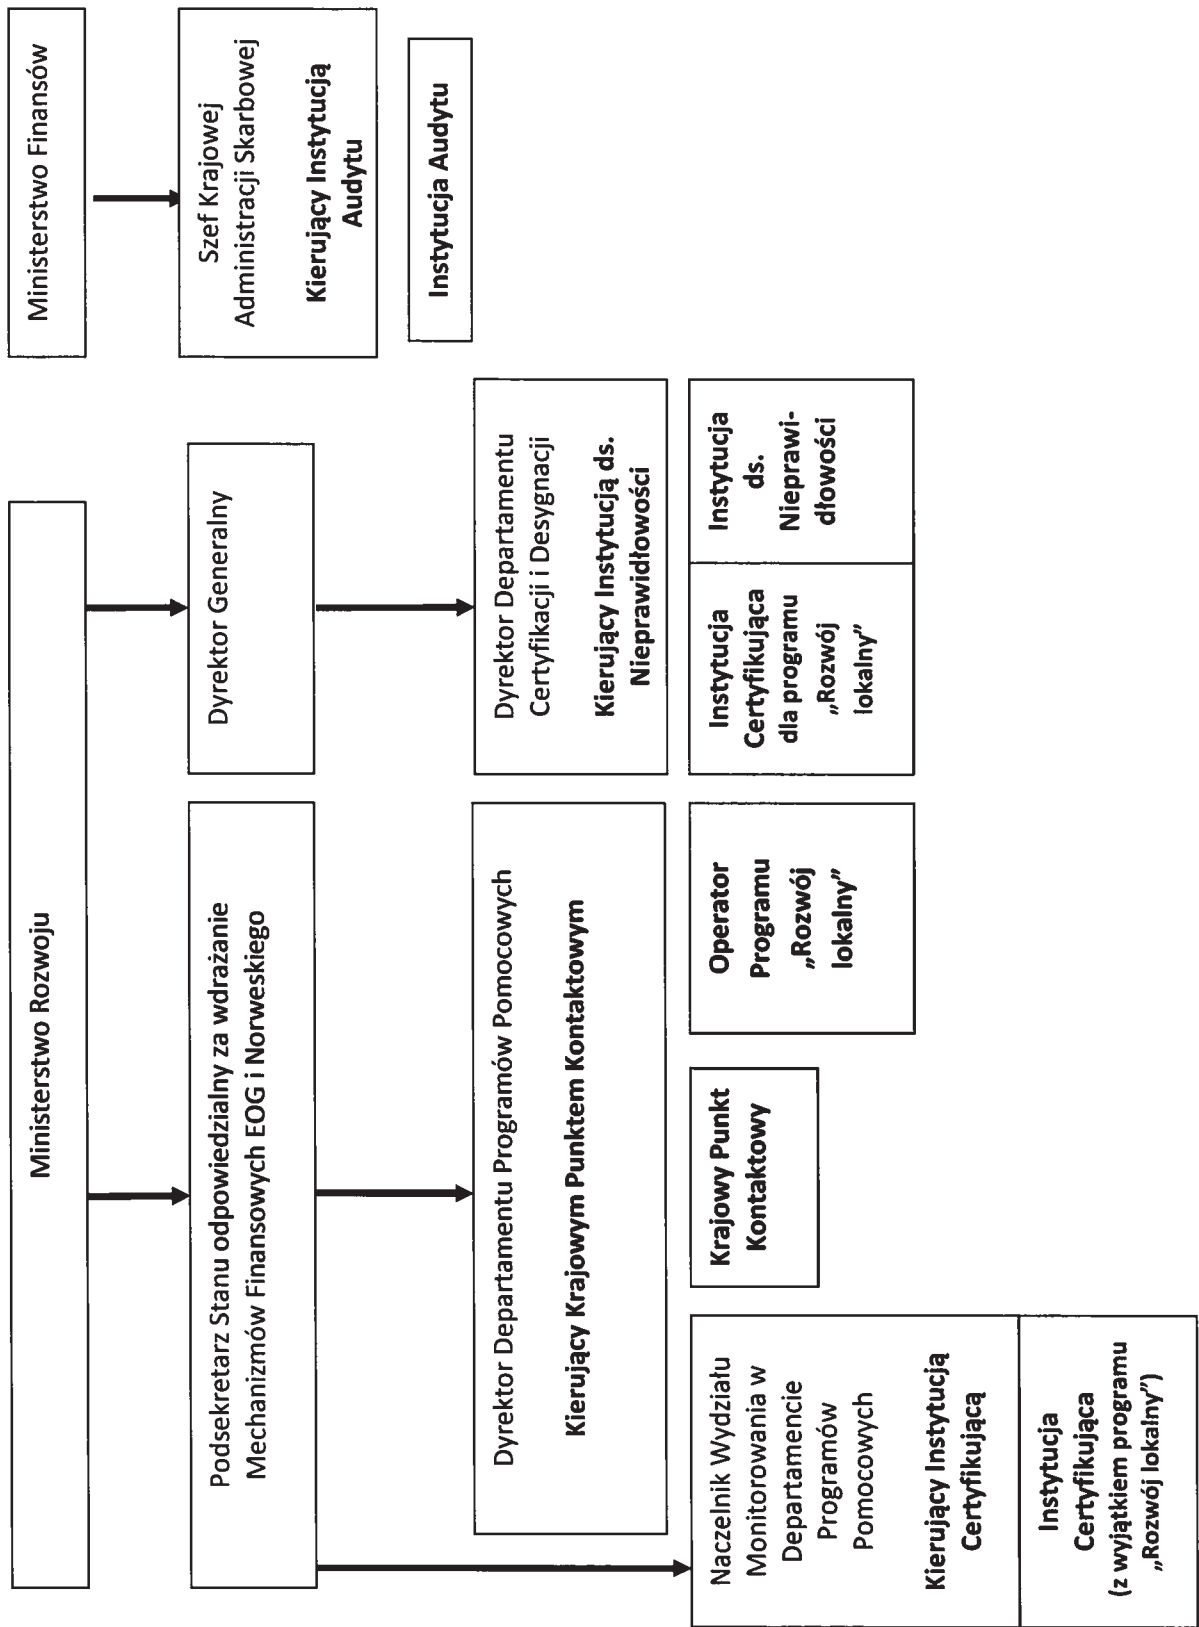 Ministerstwo Rozwoju
Podsekretarz Stanu odpowiedzialny za wdrażanie
Mechanizmów Finansowych EOG i Norweskiego
Dyrektor Departamentu Programów Pomocowych
Kierujący Krajowym Punktem Kontaktowym
Naczelnik Wydziału
Monitorowania w
Departamencie
Programów
Pomocowych
Kierujący Instytucją
Certyfikującą
Instytucja
Certyfikująca
(z wyjątkiem programu
„Rozwój lokalny”)
Krajowy Punkt
Kontaktowy
Operator
Programu
„Rozwój
lokalny”
Dyrektor Generalny
Dyrektor Departamentu
Certyfikacji i Desygnacji
Kierujący Instytucją ds.
Nieprawidłowości
Instytucja
Certyfikująca
dla programu
„Rozwój
lokalny”
Instytucja
ds.
Nieprawi-
dłowości
Ministerstwo Finansów
Szef Krajowej
Administracji Skarbowej
Kierujący Instytucją
Audytu
Instytucja Audytu